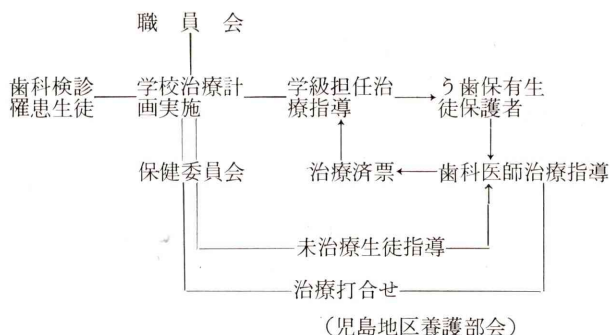 職員会
歯科検診
罹患生徒
学校治療計
画実施
学級担任治
療指導
う歯保有生
徒保護者
保健委員会
治療済票
歯科医師治療指導
未治療生徒指導
治療打合せ
(児島地区養護部会)